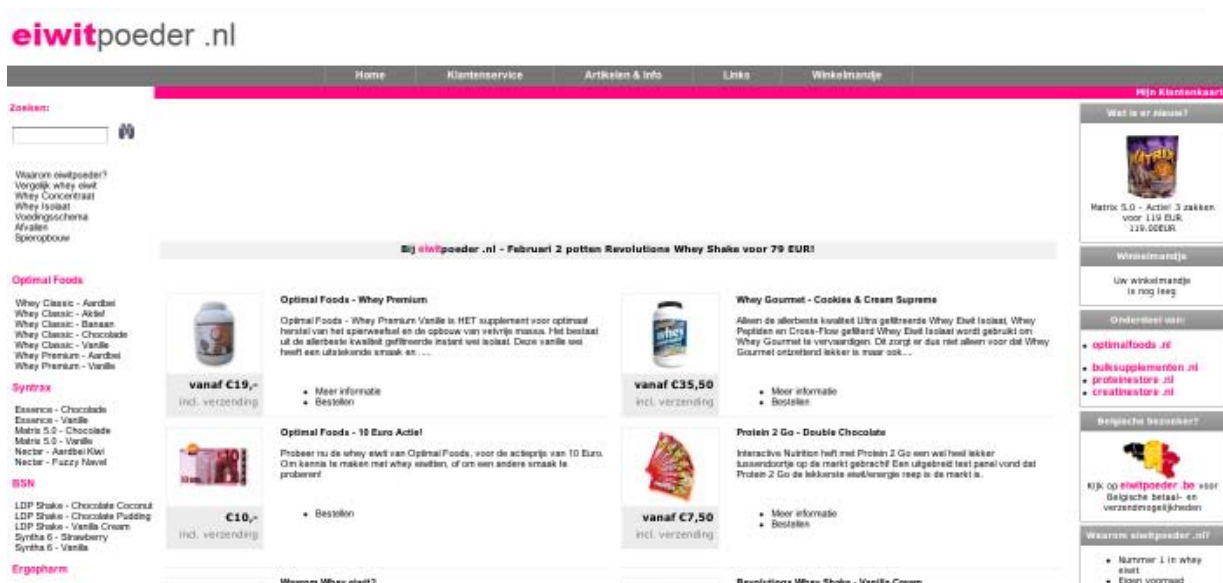 eiwitpoeder .nl
Home Klantenservice Artikelen & Info Links Winkelmandje
Mijn Klantenkaart
Zoeken:
Waarom eiwitpoeder?
Vergelijk whey eiwit
Whey Concentraat
Whey Isolaat
Voedingsschema
Afvallen
Spieropbouw
Optimal Foods
Whey Classic - Aardbei
Whey Classic - Aktie!
Whey Classic - Banaan
Whey Classic - Chocolade
Whey Classic - Vanille
Whey Premium - Aardbei
Whey Premium - Vanille
Syntrax
Essence - Chocolade
Essence - Vanille
Matrix 5.0 - Chocolade
Matrix 5.0 - Vanille
Nectar - Aardbei Kiwi
Nectar - Fuzzy Navel
BSN
LDP Shake - Chocolate Coconut
LDP Shake - Chocolate Pudding
LDP Shake - Vanilla Cream
Syntha 6 - Strawberry
Syntha 6 - Vanilla
Ergopharm
Bij eiwitpoeder .nl - Februari 2 potten Revolutions Whey Shake voor 79 EUR!
Optimal Foods - Whey Premium
Optimal Foods - Whey Premium Vanille is HET supplement voor optimaal
herstel van het spierweefsel en de opbouw van vetvrije massa. Het bestaat
uit de allerbeste kwaliteit gefiltreerde instant wei isolaat. Deze vanille wei
heeft een uitstekende smaak en ....
vanaf €19,-
incl. verzending
Meer informatie
Bestellen
Whey Gourmet - Cookies & Cream Supreme
Alleen de allerbeste kwaliteit Ultra gefiltreerde Whey Eiwit Isolaat, Whey
Peptiden en Cross-Flow gefilterd Whey Eiwit Isolaat wordt gebruikt om
Whey Gourmet te vervaardigen. Dit zorgt er dus niet alleen voor dat Whey
Gourmet ontzettend lekker is maar ook....
whey
vanaf €35,50
incl. verzending
Meer informatie
Bestellen
Optimal Foods - 10 Euro Actie!
Probeer nu de whey eiwit van Optimal Foods, voor de actieprijs van 10 Euro.
Om kennis te maken met whey eiwitten, of om een andere smaak te
proberen!
10
€10,-
incl. verzending
Bestellen
Protein 2 Go - Double Chocolate
Interactive Nutrition heft met Protein 2 Go een wel heel lekker
tussendoortje op de markt gebracht! Een uitgebreid test panel vond dat
Protein 2 Go de lekkerste eiwit/energie reep is de markt is.
vanaf €7,50
incl. verzending
Meer informatie
Bestellen
Waarom Whey eiwit?
Revolutions Whey Shake - Vanilla Cream
Wat is er nieuw?
MATRIX
Matrix 5.0 - Actie! 3 zakken
voor 119 EUR
119.00EUR
Winkelmandje
Uw winkelmandje
is nog leeg
Onderdeel van:
optimalfoods .nl
bulksupplementen .nl
proteinestore .nl
creatinestore .nl
Belgische bezoeker?
Kijk op eiwitpoeder .be voor
Belgische betaal- en
verzendmogelijkheden
Waarom eiwitpoeder .nl?
Nummer 1 in whey
eiwit
Eigen voorraad